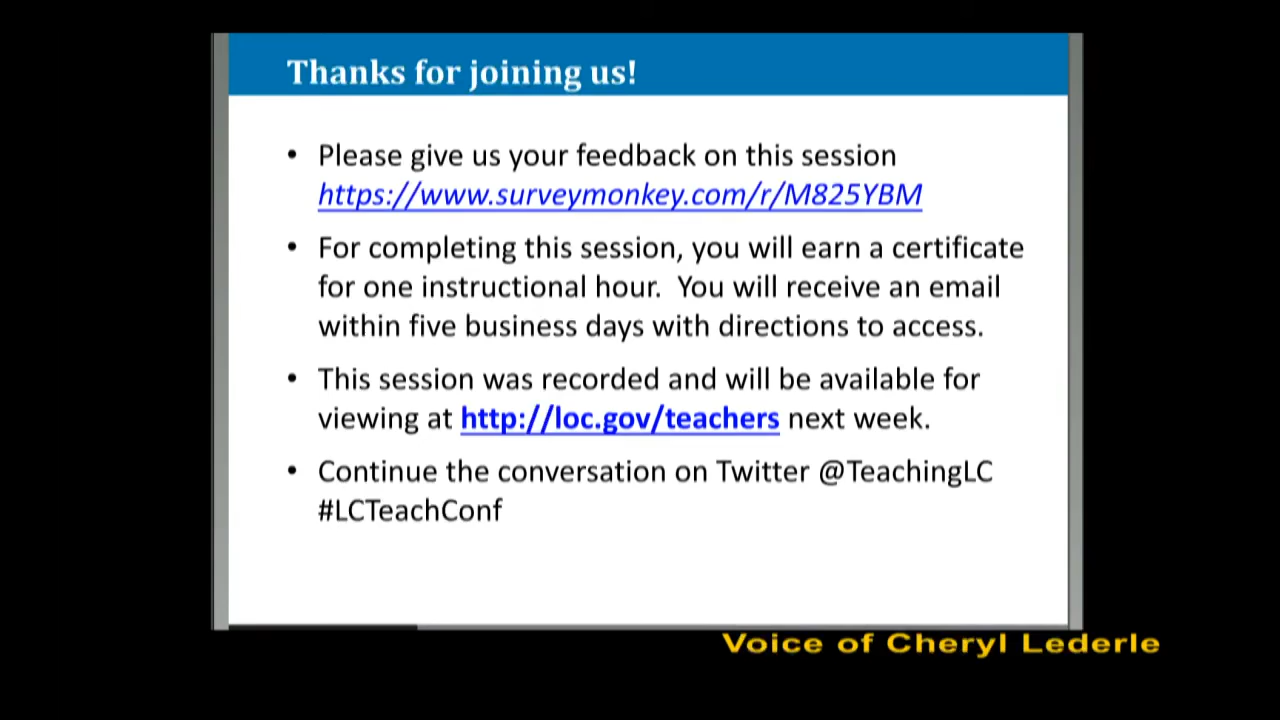 Thanks for joining us!
• Please give us your feedback on this session
https://www.surveymonkey.com/r/M825YBM
• For completing this session, you will earn a certificate
for one instructional hour. You will receive an email
within five business days with directions to access.
• This session was recorded and will be available for
viewing at http://loc.gov/teachers next week.
• Continue the conversation on Twitter @TeachingLC
#LCTeachConf
Voice of Cheryl Lederle